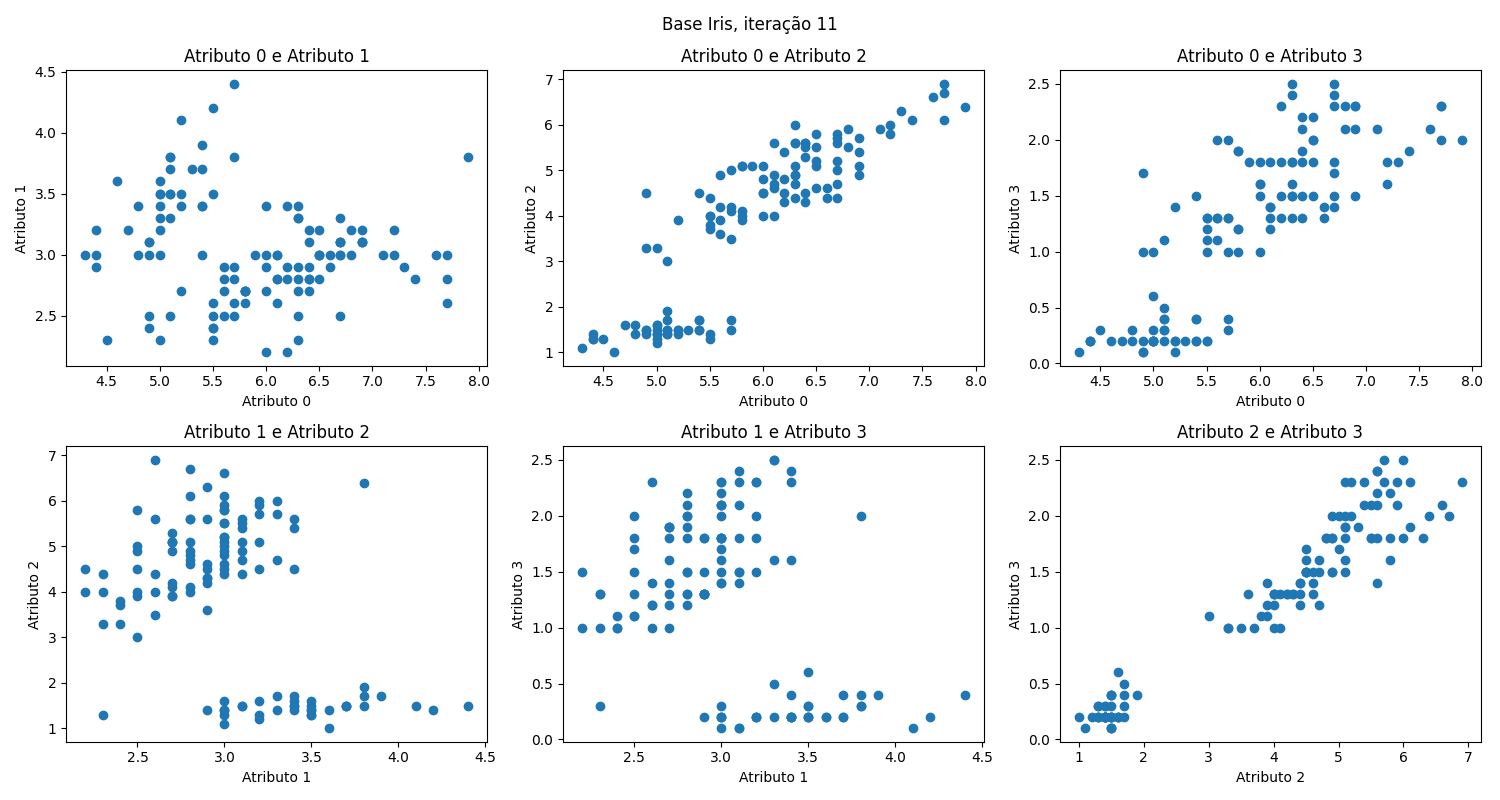 Base Iris, iteração 11
Atributo 0 e Atributo 1
Atributo 0 e Atributo 2
Atributo 0 e Atributo 3
4.5
4.0
3.5
3.0
2.5
Atributo 1
4.5 5.0 5.5 6.0 6.5 7.0 7.5 8.0
Atributo 0
7
6
5
4
3
2
1
Atributo 2
4.5 5.0 5.5 6.0 6.5 7.0 7.5 8.0
Atributo 0
2.5
2.0
1.5
1.0
0.5
0.0
Atributo 3
4.5 5.0 5.5 6.0 6.5 7.0 7.5 8.0
Atributo 0
Atributo 1 e Atributo 2
Atributo 1 e Atributo 3
Atributo 2 e Atributo 3
7
6
5
4
3
2
1
Atributo 2
2.5 3.0 3.5 4.0 4.5
Atributo 1
2.5
2.0
1.5
1.0
0.5
0.0
Atributo 3
2.5 3.0 3.5 4.0 4.5
Atributo 1
2.5
2.0
1.5
1.0
0.5
0.0
Atributo 3
1 2 3 4 5 6 7
Atributo 2